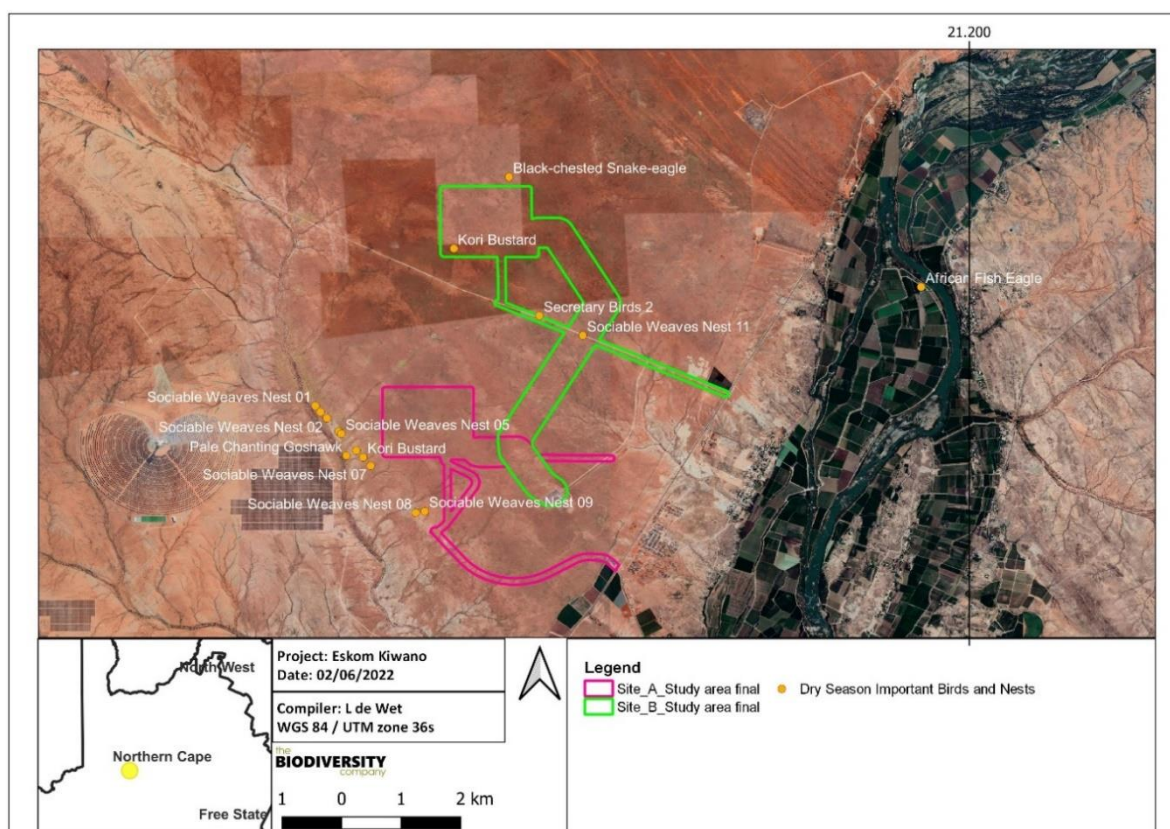 21.200
Black-chested Snake-eagle
Kori Bustard
African Fish Eagle
Secretary Birds 2
Sociable Weaves Nest 11
Sociable Weaves Nest 01
Sociable Weaves Nest 02
Sociable Weaves Nest 05
Pale Chanting Goshawk
Kori Bustard
Sociable Weaves Nest 07
Sociable Weaves Nest 08
Sociable Weaves Nest 09
North West
Northern Cape
Free State
Project: Eskom Kiwano
Date: 02/06/2022
Compiler: L de Wet
WGS 84 / UTM zone 36s
the
BIODIVERSITY
company
1 0 1 2 km
Legend
Site_A_Study area final
Site_B_Study area final
Dry Season Important Birds and Nests